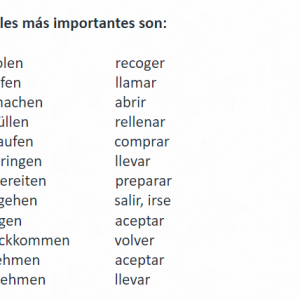 les más importantes son:
olen recoger
fen llamar
nachen abrir
üllen rellenar
aufen comprar
ringen llevar
ereiten preparar
gehen salir, irse
gen aceptar
ckkommen volver
ehmen aceptar
ehmen llevar